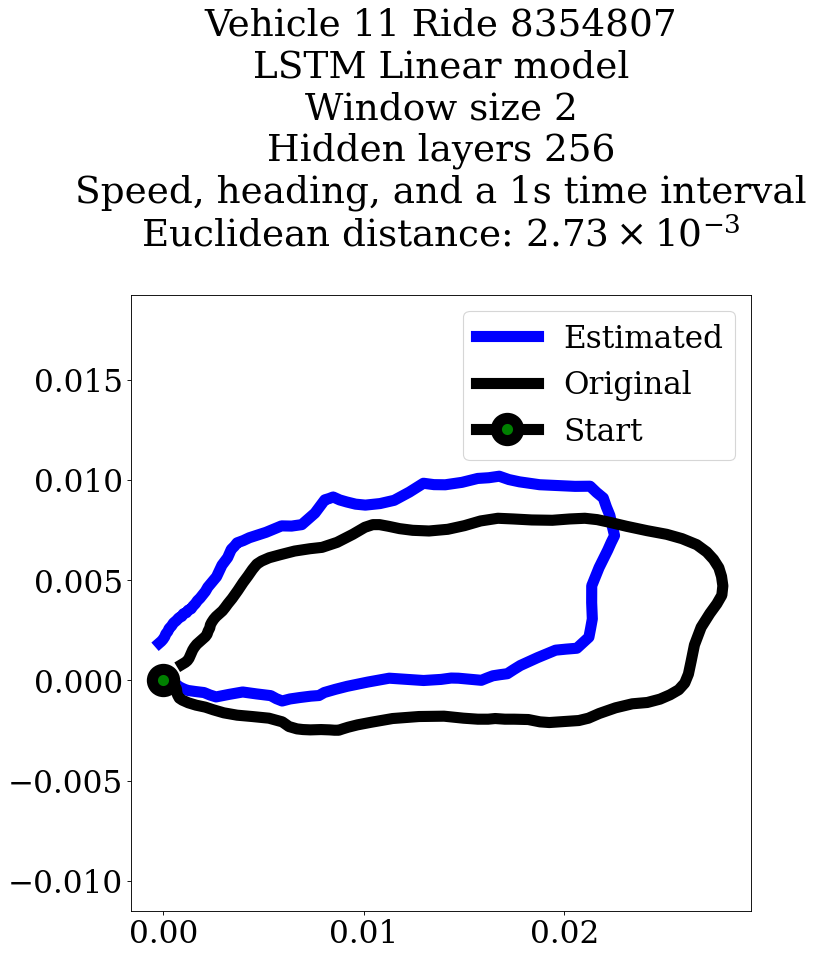 Vehicle 11 Ride 8354807
LSTM Linear model
Window size 2
Hidden layers 256
Speed, heading, and a 1s time interval
Euclidean distance: 2.73 × 10⁻³
Estimated
Original
Start
0.015
0.010
0.005
0.000
−0.005
−0.010
0.00 0.01 0.02